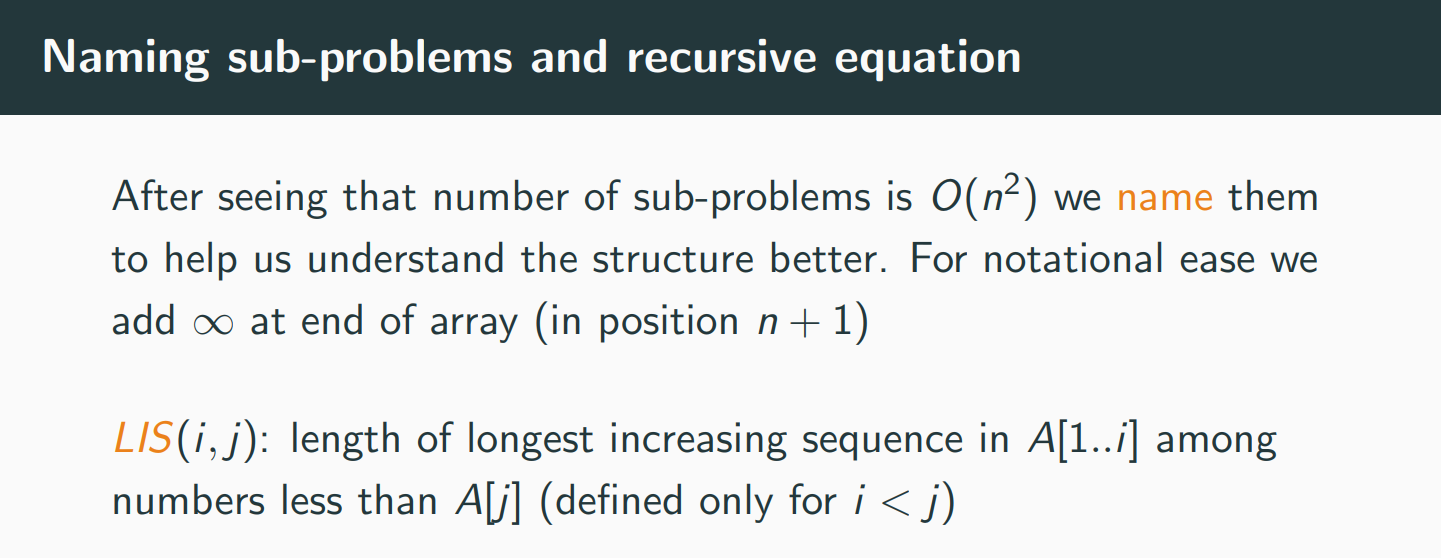 Naming sub-problems and recursive equation
After seeing that number of sub-problems is O(n²) we name them
to help us understand the structure better. For notational ease we
add ∞ at end of array (in position n + 1)
LIS(i, j): length of longest increasing sequence in A[1..i] among
numbers less than A[j] (defined only for i < j)